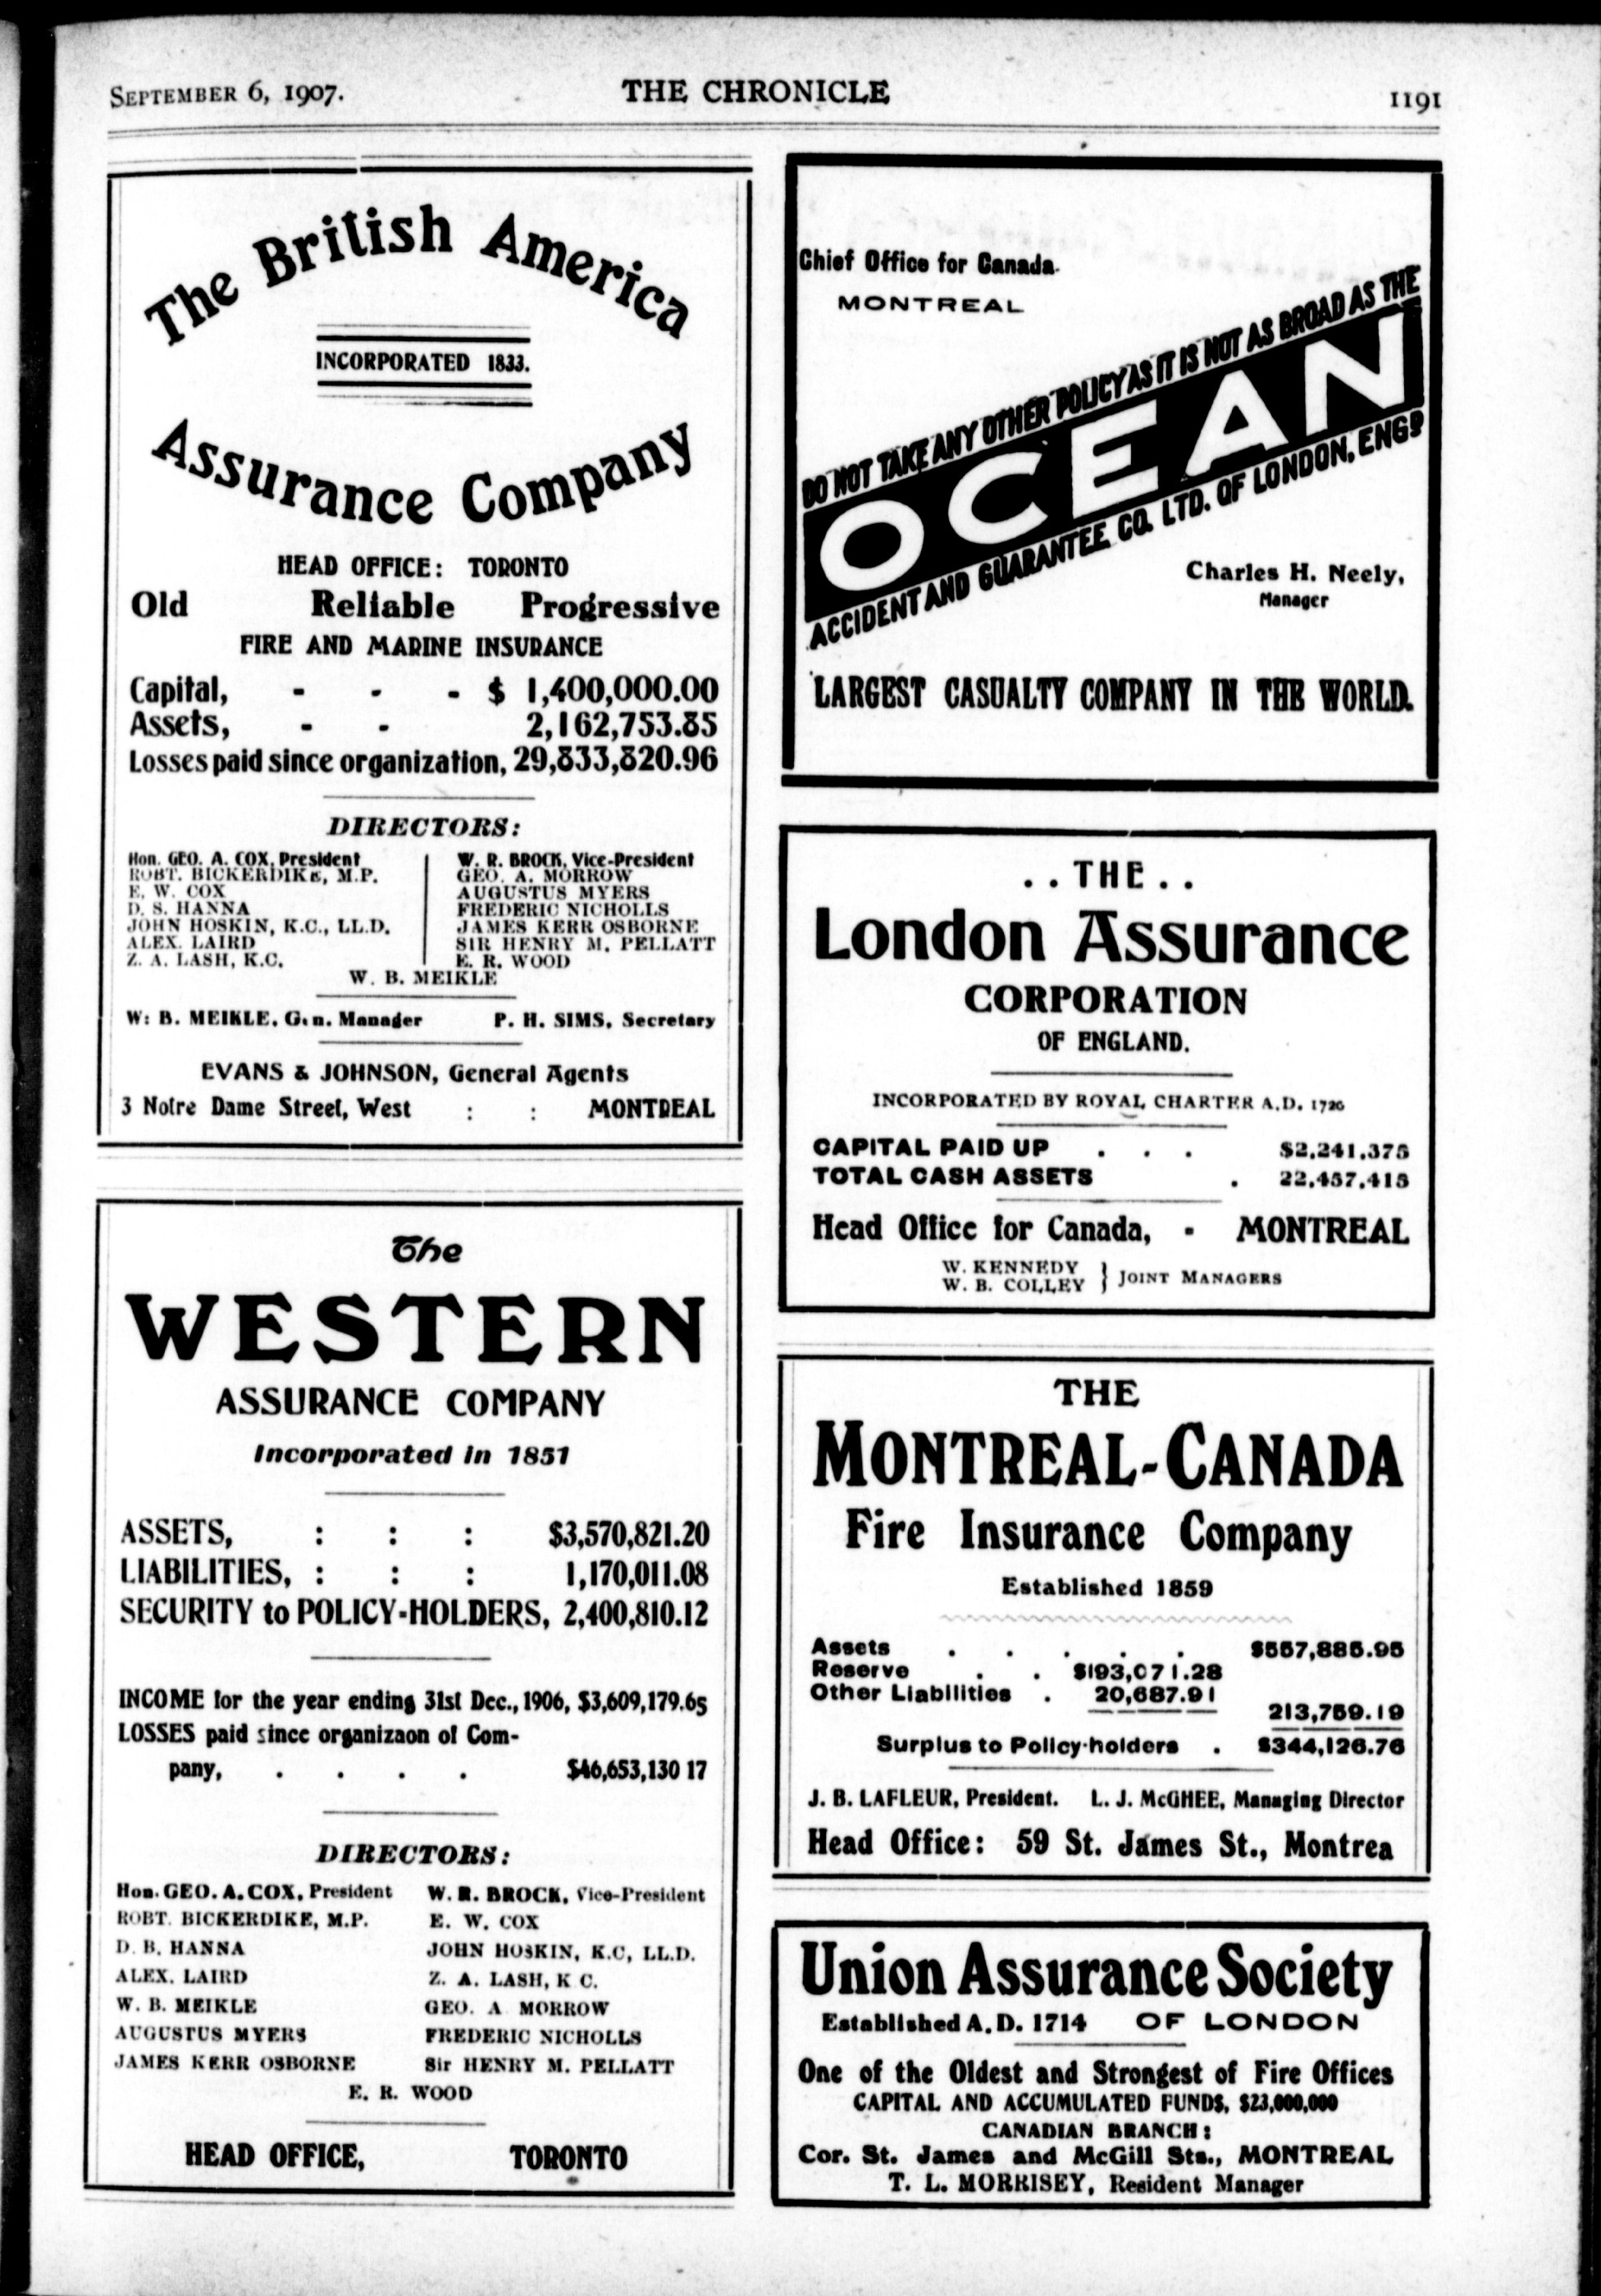 SEPTEMBER 6, 1907.
THE CHRONICLE
1191
The British America
INCORPORATED 1833.
Assurance Company
HEAD OFFICE: TORONTO
Old Reliable Progressive
FIRE AND MARINE INSURANCE
Capital, - - - $ 1,400,000.00
Assets, - - 2,162,753.85
Losses paid since organization, 29,833,820.96
DIRECTORS:
Hon. GEO. A. COX, President
ROBT. BICKERDIKE, M.P.
E. W. COX
D. S. HANNA
JOHN HOSKIN, K.C., LL.D.
ALEX. LAIRD
Z. A. LASH, K.C.
W. R. BROCK, Vice-President
GEO. A. MORROW
AUGUSTUS MYERS
FREDERIC NICHOLLS
JAMES KERR OSBORNE
SIR HENRY M. PELLATT
E. R. WOOD
W. B. MEIKLE
W: B. MEIKLE, Gen. Manager P. H. SIMS, Secretary
EVANS & JOHNSON, General Agents
3 Notre Dame Street, West : : MONTREAL
The
WESTERN
ASSURANCE COMPANY
Incorporated in 1851
ASSETS, : : : $3,570,821.20
LIABILITIES, : : : 1,170,011.08
SECURITY to POLICY-HOLDERS, 2,400,810.12
INCOME for the year ending 31st Dec., 1906, $3,609,179.65
LOSSES paid since organizaon of Com-
pany, . . . . $46,653,130 17
DIRECTORS:
Hon. GEO. A. COX, President W. R. BROCK, Vice-President
ROBT. BICKERDIKE, M.P. E. W. COX
D. B. HANNA JOHN HOSKIN, K.C, LL.D.
ALEX. LAIRD Z. A. LASH, K C.
W. B. MEIKLE GEO. A MORROW
AUGUSTUS MYERS FREDERIC NICHOLLS
JAMES KERR OSBORNE Sir HENRY M. PELLATT
E. R. WOOD
HEAD OFFICE, TORONTO
Chief Office for Canada.
MONTREAL
DO NOT TAKE ANY OTHER POLICY AS IT IS NOT AS BROAD AS THE
OCEAN
ACCIDENT AND GUARANTEE CO. LTD. OF LONDON, ENGD
Charles H. Neely,
Manager
LARGEST CASUALTY COMPANY IN THE WORLD.
. . THE . .
London Assurance
CORPORATION
OF ENGLAND.
INCORPORATED BY ROYAL CHARTER A.D. 1720
CAPITAL PAID UP . . . $2,241,375
TOTAL CASH ASSETS . 22,457,415
Head Office for Canada, - MONTREAL
W. KENNEDY
W. B. COLLEY } JOINT MANAGERS
THE
MONTREAL-CANADA
Fire Insurance Company
Established 1859
Assets . . . . . $557,885.95
Reserve . . $193,071.28
Other Liabilities . 20,687.91
213,759.19
Surplus to Policy-holders . $344,126.76
J. B. LAFLEUR, President. L. J. McGHEE, Managing Director
Head Office: 59 St. James St., Montrea
Union Assurance Society
Established A.D. 1714 OF LONDON
One of the Oldest and Strongest of Fire Offices
CAPITAL AND ACCUMULATED FUNDS, $23,000,000
CANADIAN BRANCH:
Cor. St. James and McGill Sts., MONTREAL
T. L. MORRISEY, Resident Manager